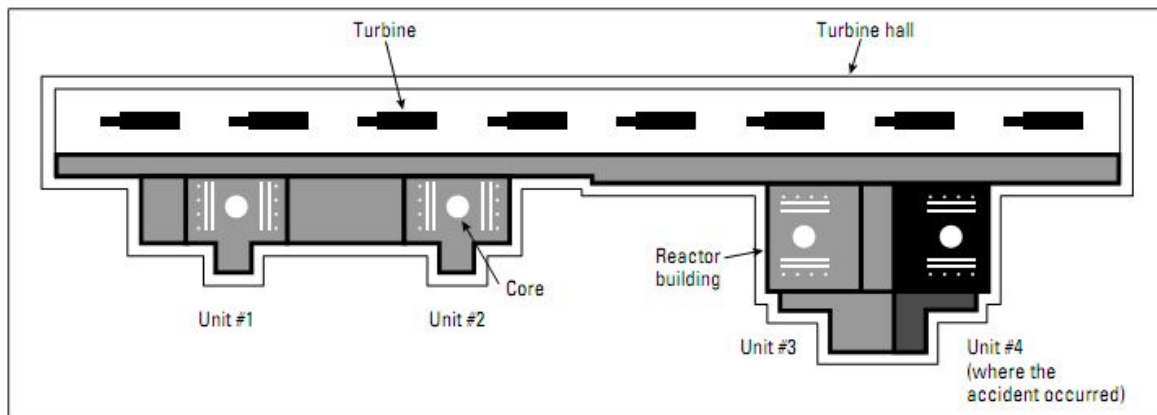 Turbine
Turbine hall
Reactor
building
Core
Unit #1
Unit #2
Unit #3
Unit #4
(where the
accident occurred)